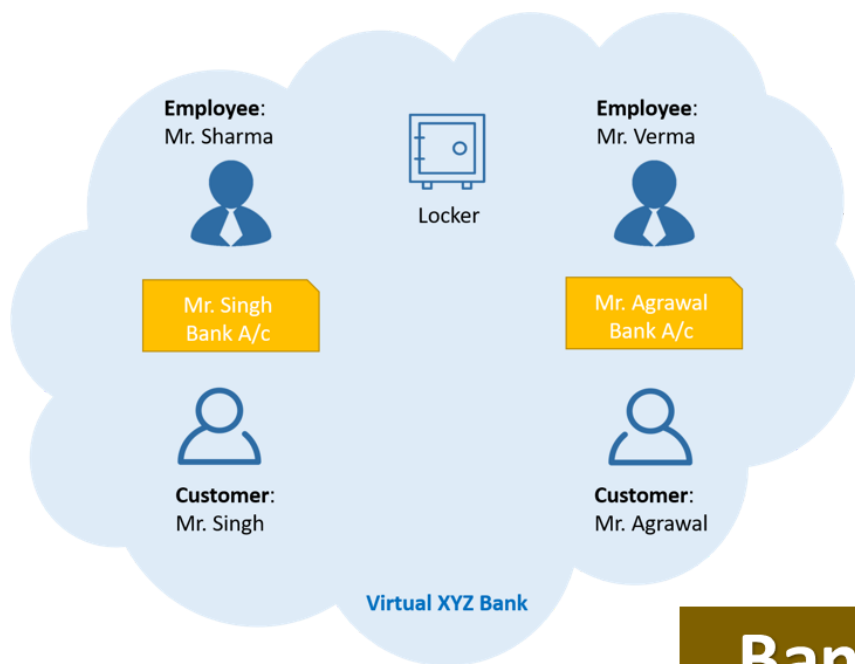 Employee:
Mr. Sharma
Employee:
Mr. Verma
Locker
Mr. Singh
Bank A/c
Mr. Agrawal
Bank A/c
Customer:
Mr. Singh
Customer:
Mr. Agrawal
Virtual XYZ Bank